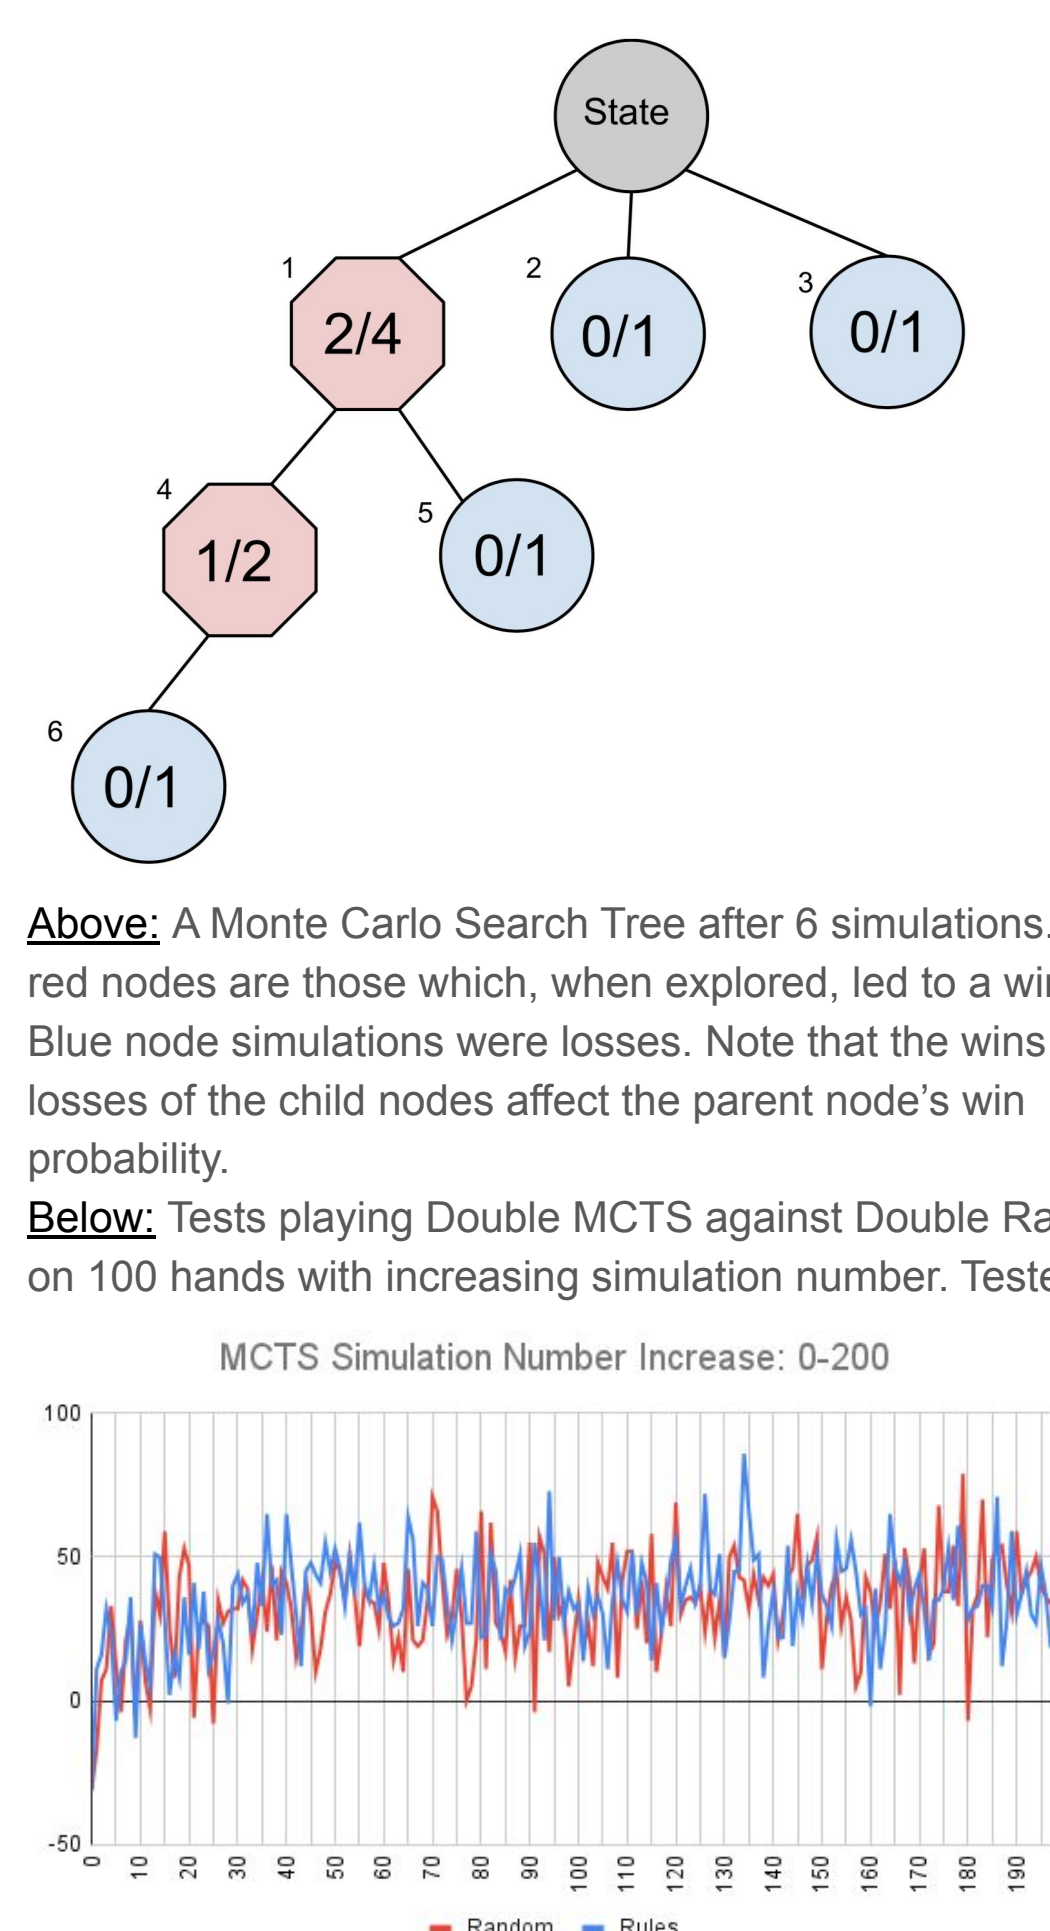 State
1
2/4
2
0/1
3
0/1
4
1/2
5
0/1
6
0/1
Above: A Monte Carlo Search Tree after 6 simulations.
red nodes are those which, when explored, led to a
Blue node simulations were losses. Note that the wins
losses of the child nodes affect the parent node’s win
probability.
Below: Tests playing Double MCTS against Double
on 100 hands with increasing simulation number.
MCTS Simulation Number Increase: 0-200
100
50
0
-50
0 10 20 30 40 50 60 70 80 90 100 110 120 130 140 150 160 170 180 190
Random Rules